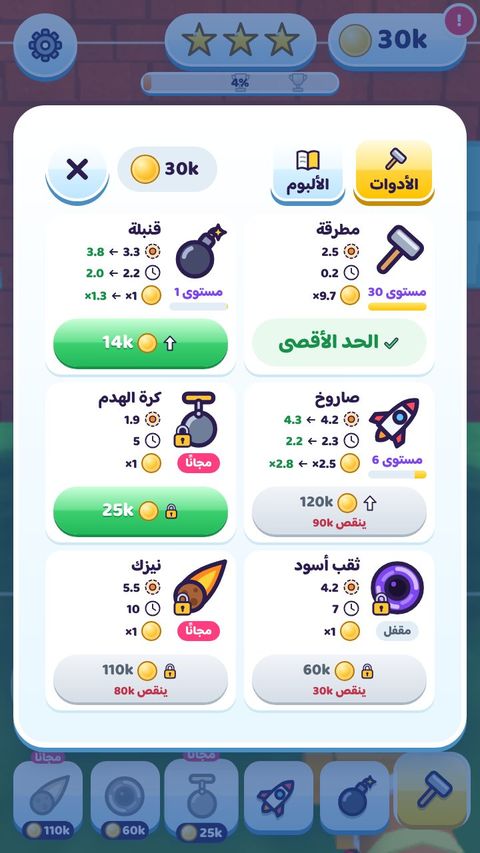 30k
!
4%
الأدوات
الألبوم
30k
مطرقة
2.5
0.2
×9.7
مستوى 30
الحد الأقصى
قنبلة
3.3 ← 3.8
2.2 ← 2.0
×1 ← ×1.3
مستوى 1
14k
صاروخ
4.2 ← 4.3
2.3 ← 2.2
×2.5 ← ×2.8
مستوى 6
120k
ينقص 90k
كرة الهدم
1.9
5
×1
مجانًا
25k
ثقب أسود
4.2
7
×1
مقفل
60k
ينقص 30k
نيزك
5.5
10
×1
مجانًا
110k
ينقص 80k
مجانًا
مجانًا
25k
60k
110k